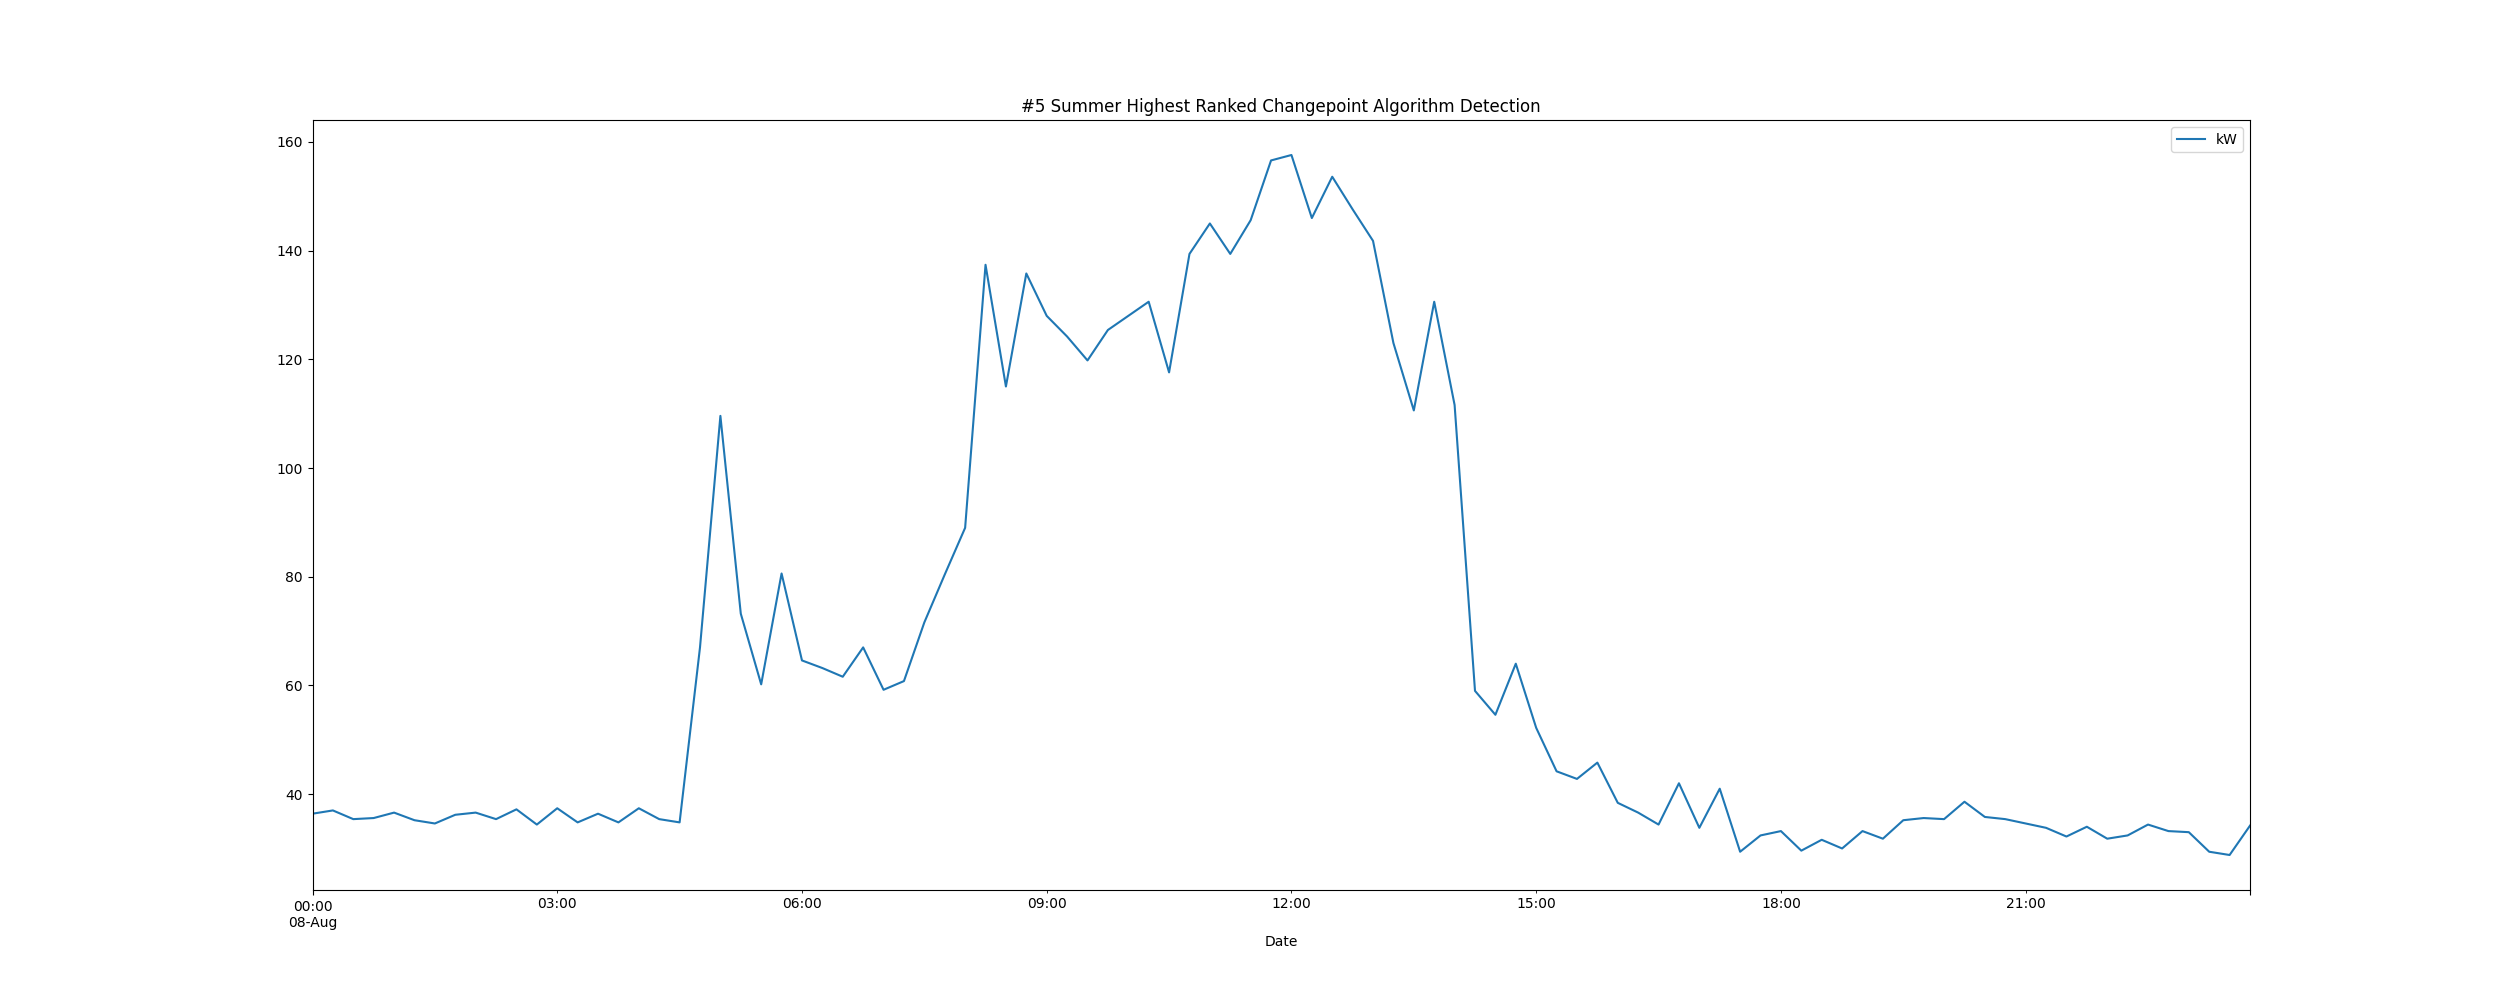 #5 Summer Highest Ranked Changepoint Algorithm Detection
kW
160
140
120
100
80
60
40
00:00 03:00 06:00 09:00 12:00 15:00 18:00 21:00
08-Aug
Date